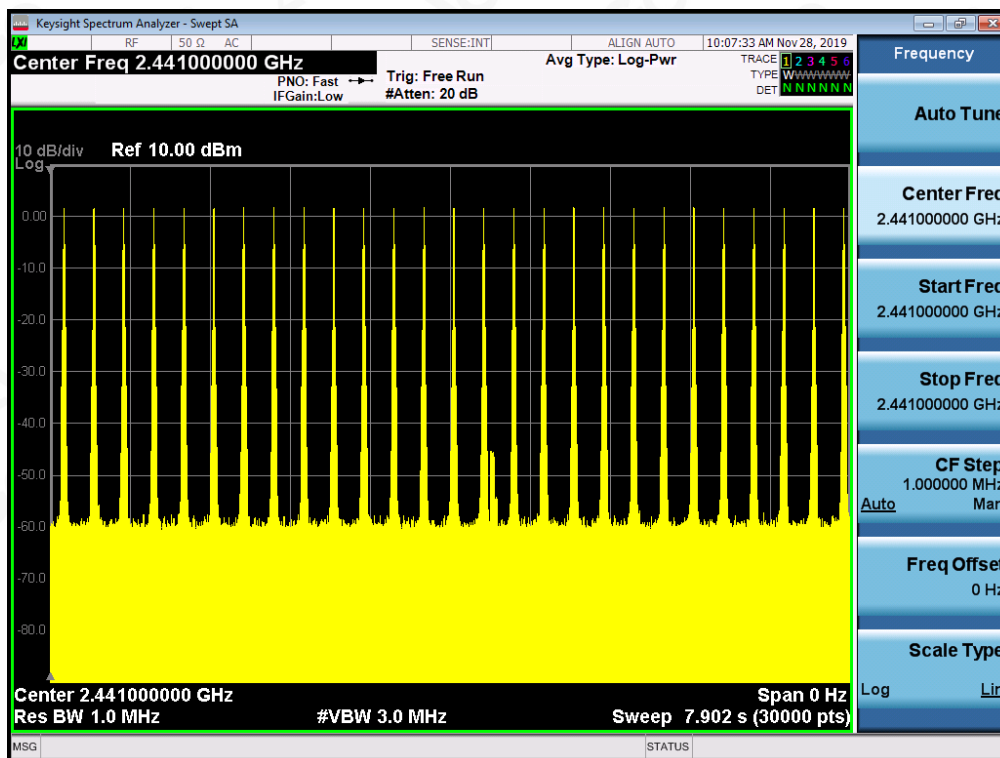 Keysight Spectrum Analyzer - Swept SA
LXI RF 50 Ω AC SENSE:INT ALIGN AUTO 10:07:33 AM Nov 28, 2019
Center Freq 2.441000000 GHz
PNO: Fast
IFGain:Low
Trig: Free Run
#Atten: 20 dB
Avg Type: Log-Pwr
TRACE 1 2 3 4 5 6
TYPE WWWWWW
DET N N N N N N
10 dB/div Ref 10.00 dBm
Log
0.00
-10.0
-20.0
-30.0
-40.0
-50.0
-60.0
-70.0
-80.0
Center 2.441000000 GHz Span 0 Hz
Res BW 1.0 MHz #VBW 3.0 MHz Sweep 7.902 s (30000 pts)
MSG STATUS
Frequency
Auto Tune
Center Freq
2.441000000 GHz
Start Freq
2.441000000 GHz
Stop Freq
2.441000000 GHz
CF Step
1.000000 MHz
Auto Man
Freq Offset
0 Hz
Scale Type
Log Lin